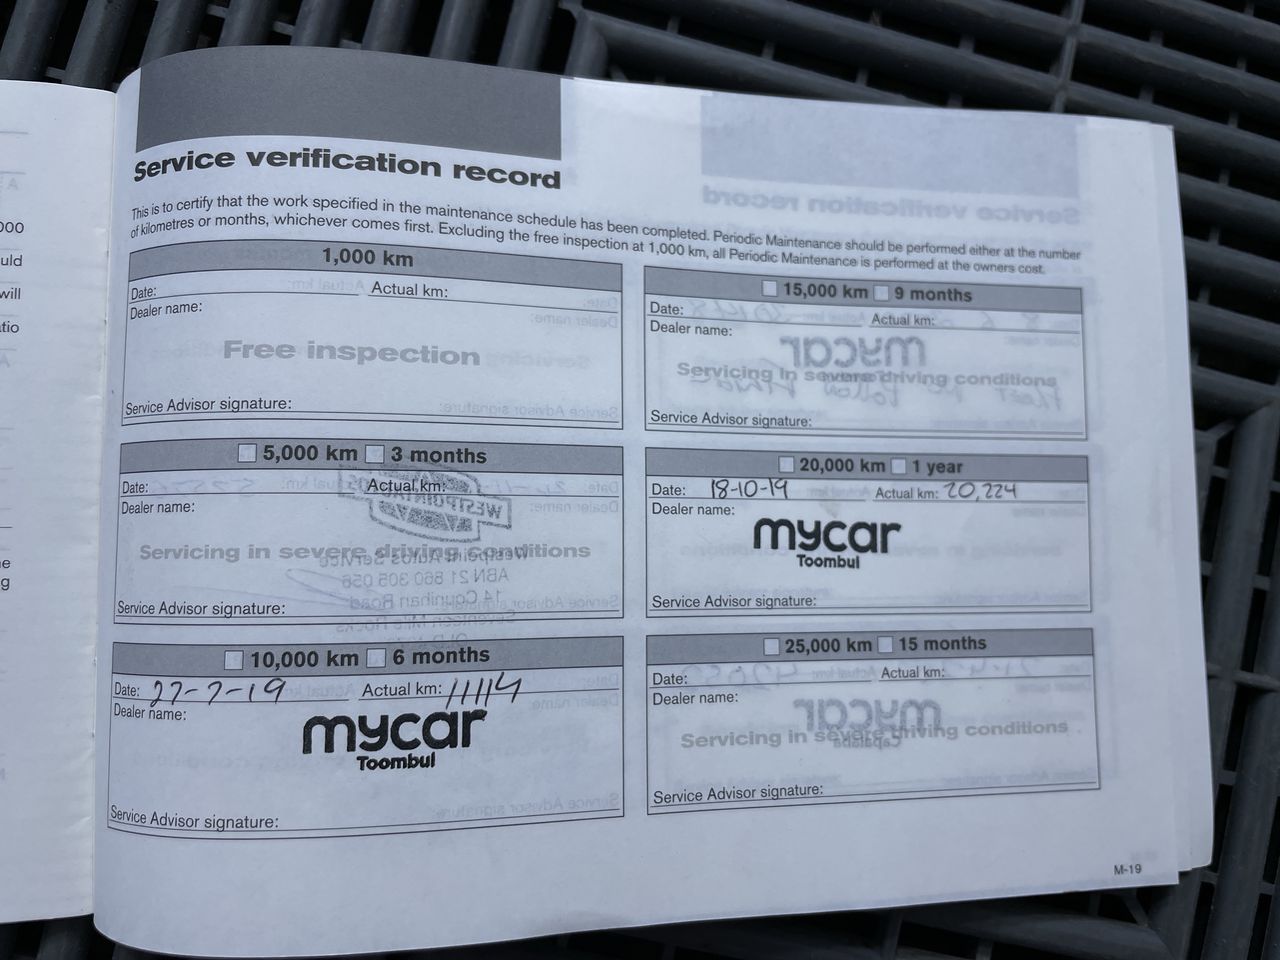 Service verification record
This is to certify that the work specified in the maintenance schedule has been completed. Periodic Maintenance should be performed either at the number
of kilometres or months, whichever comes first. Excluding the free inspection at 1,000 km, all Periodic Maintenance is performed at the owners cost.
1,000 km
Date: Actual km:
Dealer name:
Free inspection
Service Advisor signature:
5,000 km 3 months
Date: Actual km:
Dealer name:
Servicing in severe driving conditions
Service Advisor signature:
10,000 km 6 months
Date: 27-7-19 Actual km: 11114
Dealer name:
mycar
Toombul
Service Advisor signature:
15,000 km 9 months
Date: Actual km:
Dealer name:
Servicing in severe driving conditions
Service Advisor signature:
20,000 km 1 year
Date: 18-10-19 Actual km: 20,224
Dealer name:
mycar
Toombul
Service Advisor signature:
25,000 km 15 months
Date: Actual km:
Dealer name:
Servicing in severe driving conditions
Service Advisor signature:
M-19